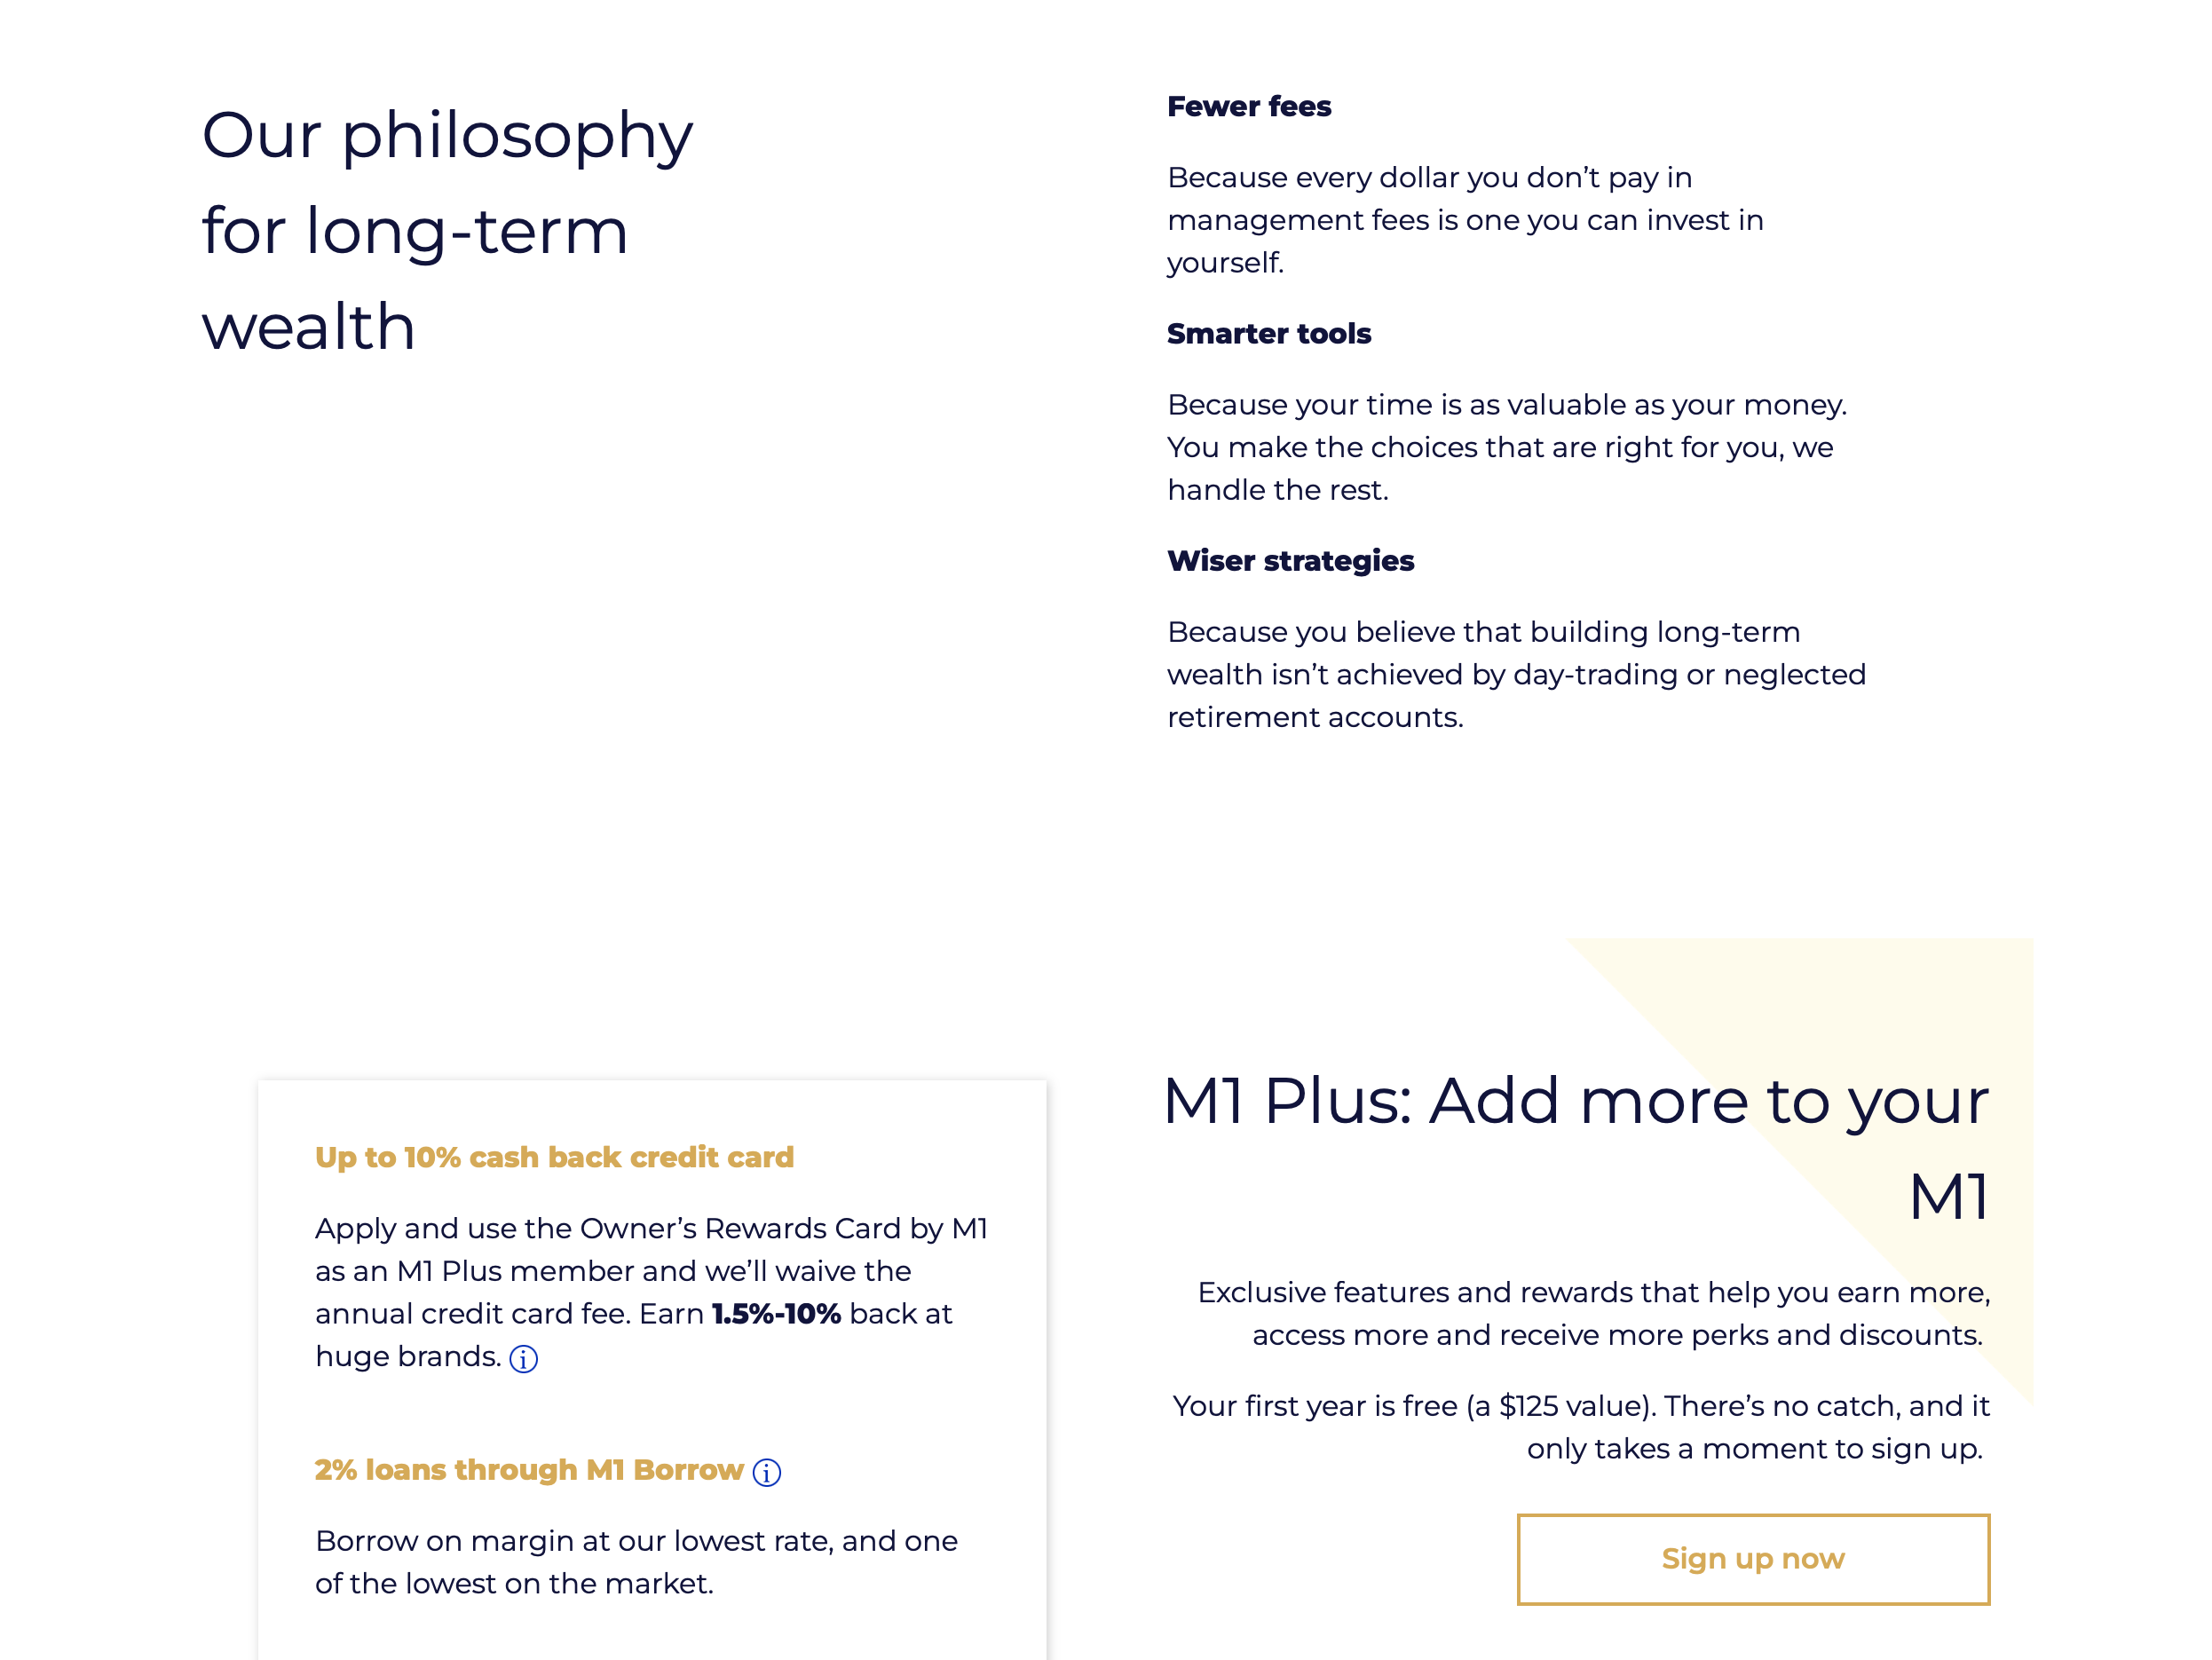 Our philosophy
for long-term
wealth
Fewer fees
Because every dollar you don’t pay in
management fees is one you can invest in
yourself.
Smarter tools
Because your time is as valuable as your money.
You make the choices that are right for you, we
handle the rest.
Wiser strategies
Because you believe that building long-term
wealth isn’t achieved by day-trading or neglected
retirement accounts.
Up to 10% cash back credit card
Apply and use the Owner’s Rewards Card by M1
as an M1 Plus member and we’ll waive the
annual credit card fee. Earn 1.5%-10% back at
huge brands. i
2% loans through M1 Borrow i
Borrow on margin at our lowest rate, and one
of the lowest on the market.
M1 Plus: Add more to your
M1
Exclusive features and rewards that help you earn more,
access more and receive more perks and discounts.
Your first year is free (a $125 value). There’s no catch, and it
only takes a moment to sign up.
Sign up now